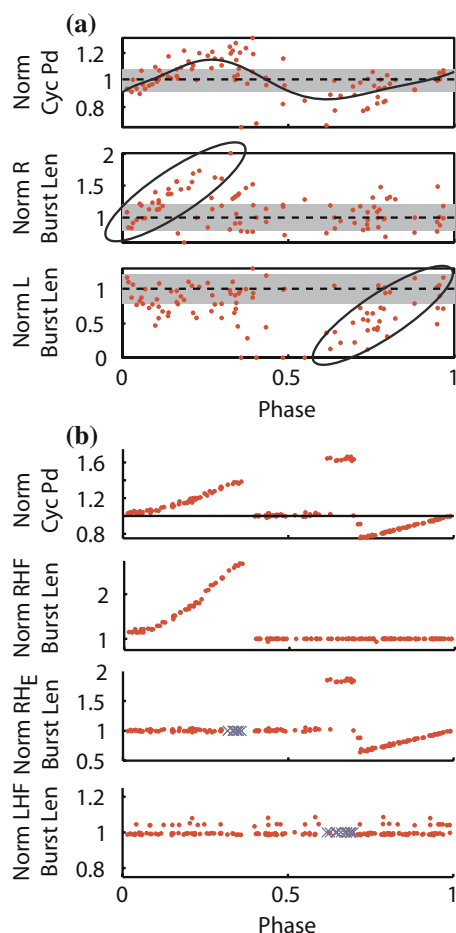 (a)
Norm
Cyc Pd
1.2
1
0.8
Norm R
Burst Len
2
1.5
1
Norm L
Burst Len
1
0.5
0
0
0.5
1
Phase
(b)
Norm
Cyc Pd
1.6
1.2
0.8
Norm RHF
Burst Len
2
1
Norm RHE
Burst Len
2
1.5
1
0.5
Norm LHF
Burst Len
1.2
1
0.8
0
0.5
1
Phase